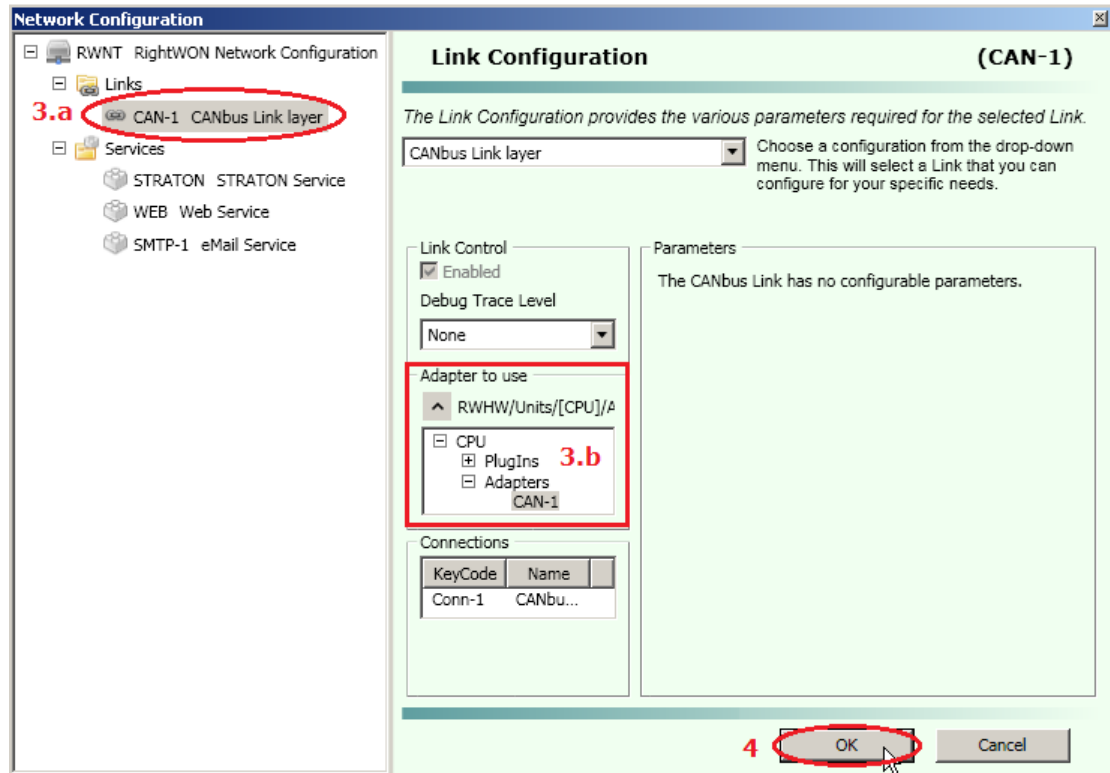 Network Configuration
RWNT RightWON Network Configuration
Links
3.a
CAN-1 CANbus Link layer
Services
STRATON STRATON Service
WEB Web Service
SMTP-1 eMail Service
Link Configuration (CAN-1)
The Link Configuration provides the various parameters required for the selected Link.
CANbus Link layer
Choose a configuration from the drop-down
menu. This will select a Link that you can
configure for your specific needs.
Link Control
Enabled
Debug Trace Level
None
Adapter to use
RWHW/Units/[CPU]/A
CPU
PlugIns
3.b
Adapters
CAN-1
Connections
KeyCode Name
Conn-1 CANbu...
Parameters
The CANbus Link has no configurable parameters.
4
OK
Cancel